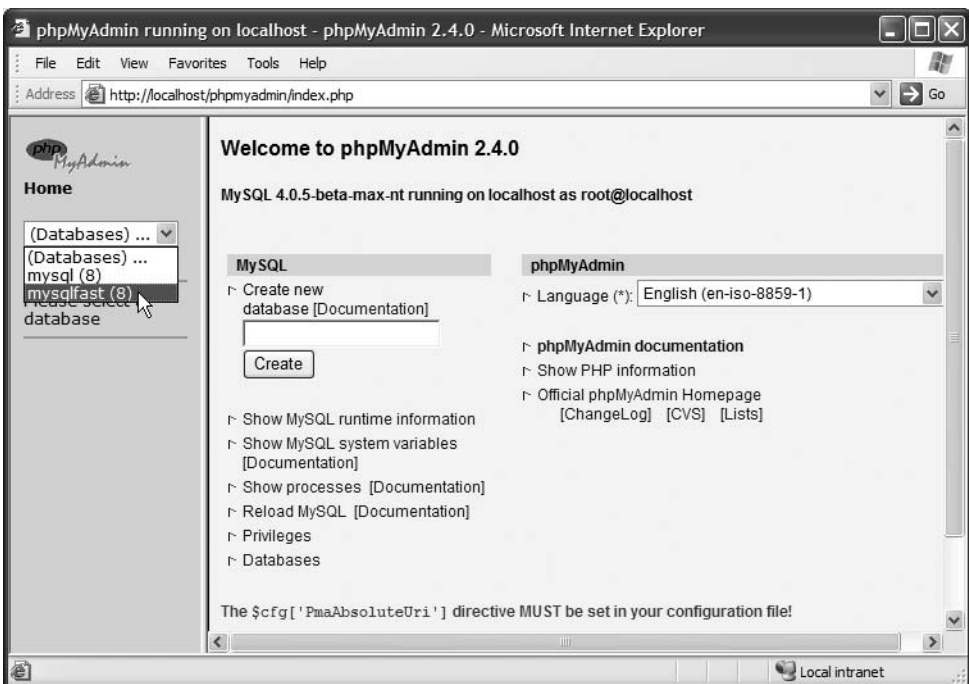 phpMyAdmin running on localhost - phpMyAdmin 2.4.0 - Microsoft Internet Explorer
File Edit View Favorites Tools Help
Address http://localhost/phpmyadmin/index.php Go
php
MyAdmin
Home
(Databases) ...
(Databases) ...
mysql (8)
mysqlfast (8)
Please select
database
Welcome to phpMyAdmin 2.4.0
MySQL 4.0.5-beta-max-nt running on localhost as root@localhost
MySQL
Create new
database [Documentation]
Create
Show MySQL runtime information
Show MySQL system variables
[Documentation]
Show processes [Documentation]
Reload MySQL [Documentation]
Privileges
Databases
phpMyAdmin
Language (*): English (en-iso-8859-1)
phpMyAdmin documentation
Show PHP information
Official phpMyAdmin Homepage
[ChangeLog] [CVS] [Lists]
The $cfg['PmaAbsoluteUri'] directive MUST be set in your configuration file!
Local intranet